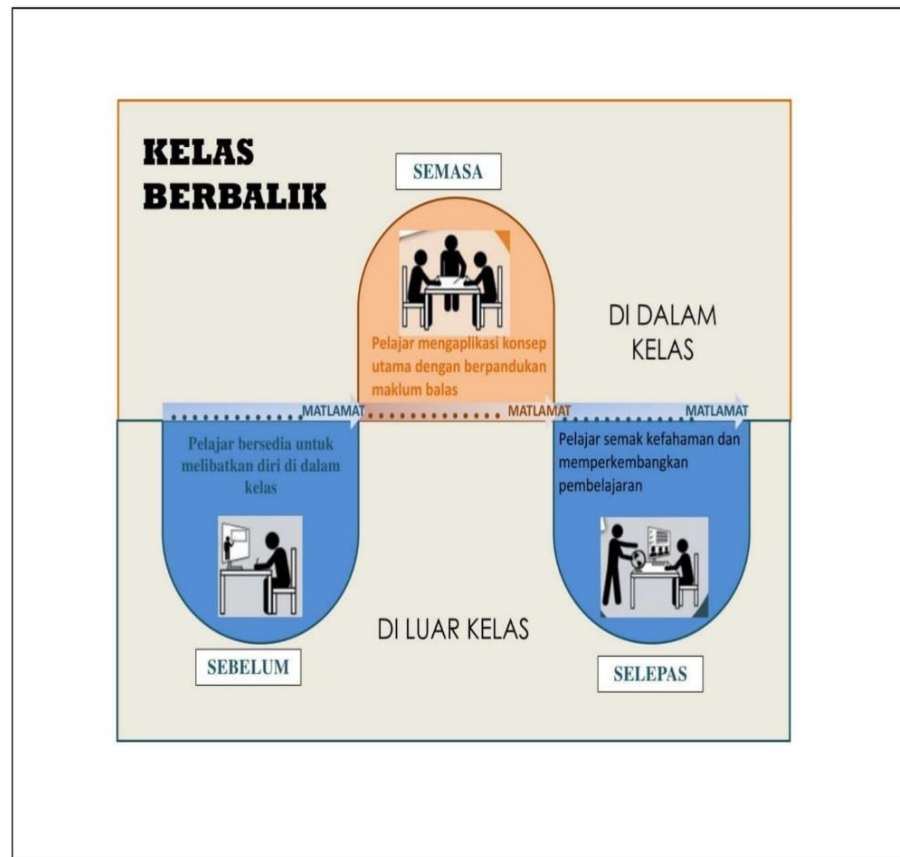 KELAS
BERBALIK
SEMASA
Pelajar mengaplikasi konsep
utama dengan berpandukan
maklum balas
DI DALAM
KELAS
MATLAMAT
MATLAMAT
MATLAMAT
Pelajar bersedia untuk
melibatkan diri di dalam
kelas
Pelajar semak kefahaman dan
memperkembangkan
pembelajaran
DI LUAR KELAS
SEBELUM
SELEPAS